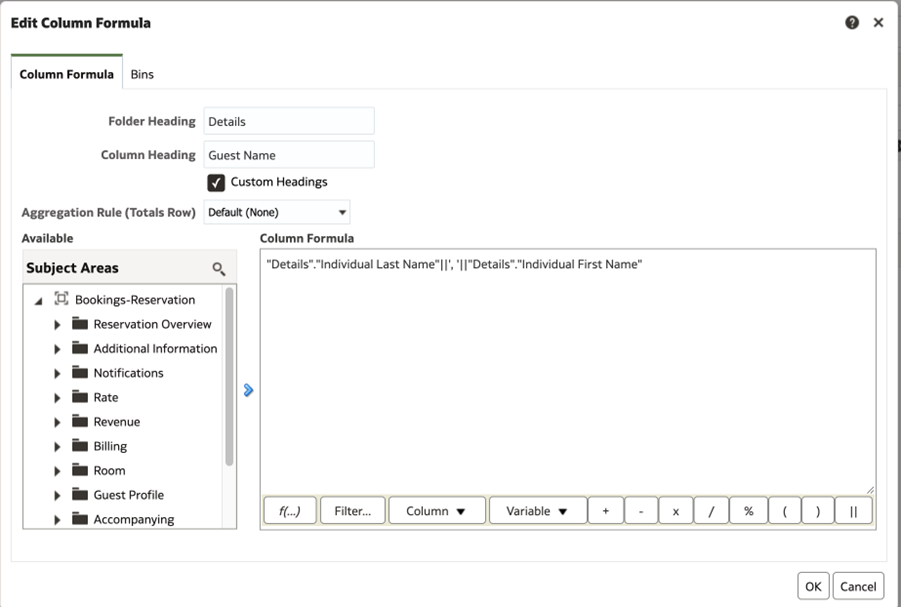 Edit Column Formula
Column Formula
Bins
Folder Heading
Details
Column Heading
Guest Name
Custom Headings
Aggregation Rule (Totals Row)
Default (None)
Available
Column Formula
Subject Areas
"Details"."Individual Last Name"||', '||"Details"."Individual First Name"
Bookings-Reservation
Reservation Overview
Additional Information
Notifications
Rate
Revenue
Billing
Room
Guest Profile
Accompanying
f(...)
Filter...
Column
Variable
+
-
x
/
%
(
)
||
OK
Cancel